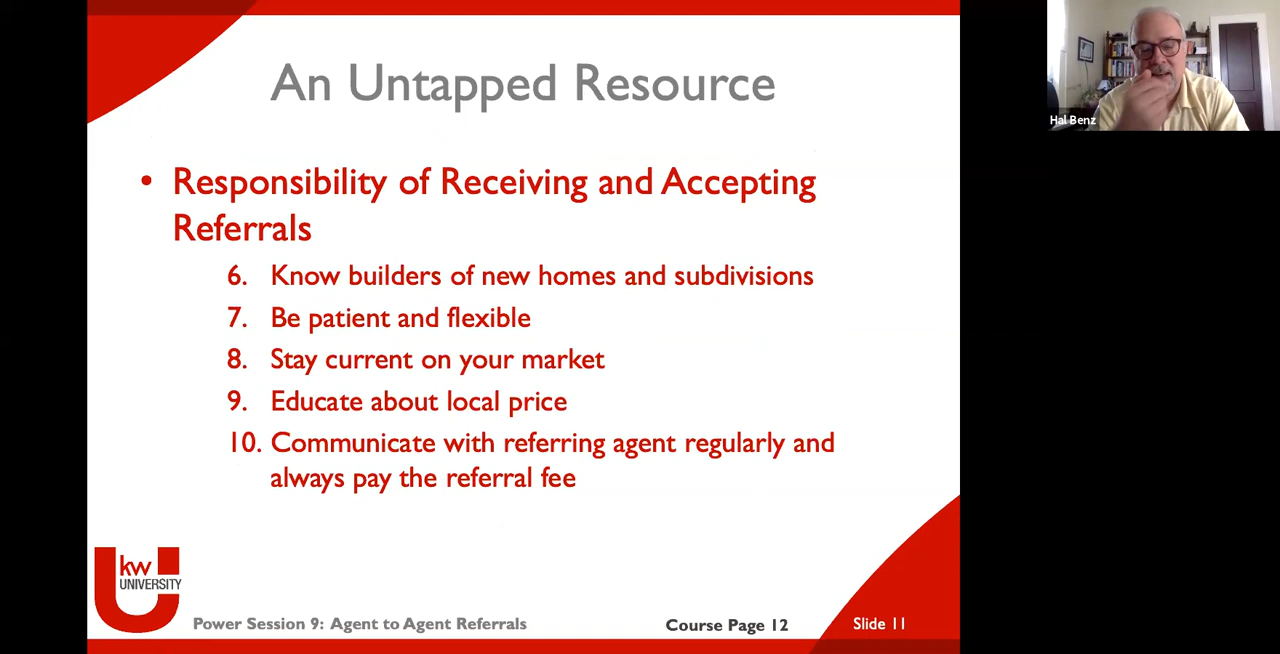 An Untapped Resource
Hal Benz
• Responsibility of Receiving and Accepting
Referrals
6. Know builders of new homes and subdivisions
7. Be patient and flexible
8. Stay current on your market
9. Educate about local price
10. Communicate with referring agent regularly and
always pay the referral fee
kw
UNIVERSITY
Power Session 9: Agent to Agent Referrals
Course Page 12
Slide 11